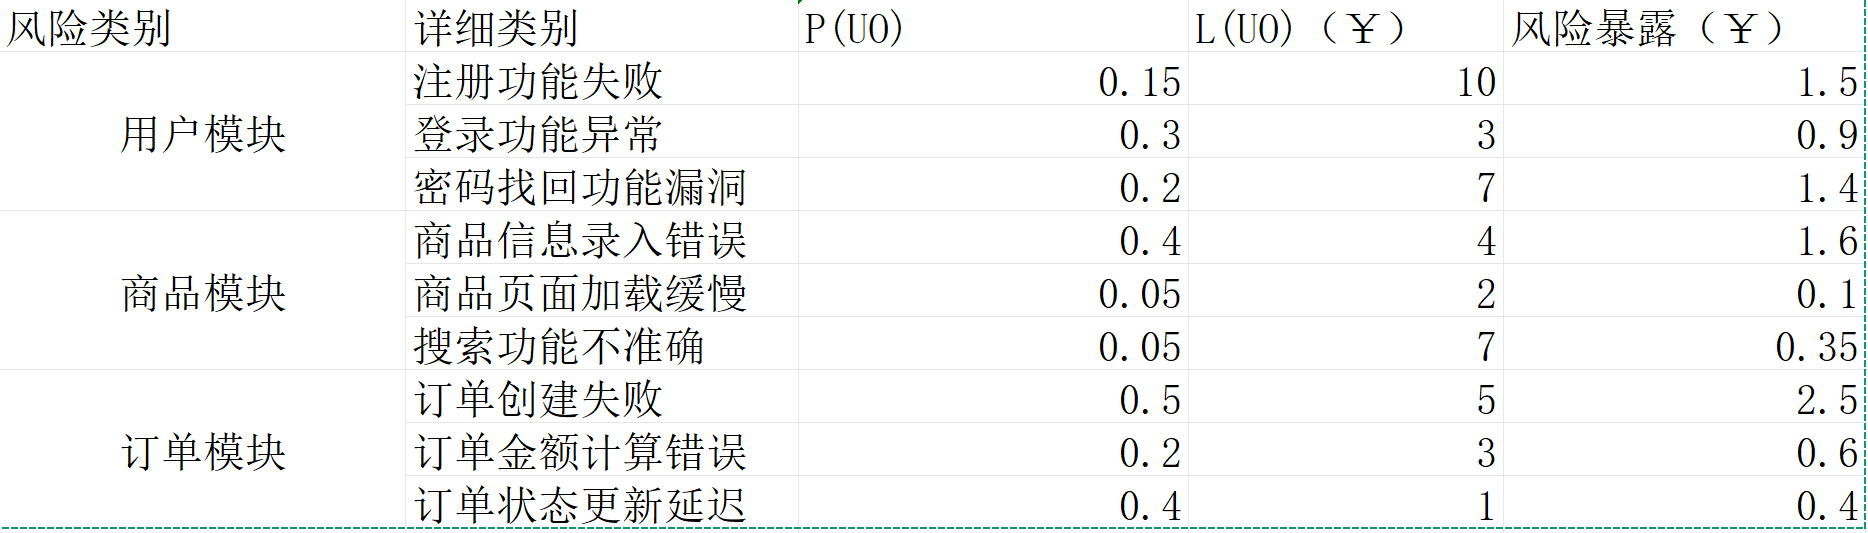 风险类别 详细类别 P(UO) L(UO)（￥） 风险暴露（￥）
用户模块 注册功能失败 0.15 10 1.5
登录功能异常 0.3 3 0.9
密码找回功能漏洞 0.2 7 1.4
商品模块 商品信息录入错误 0.4 4 1.6
商品页面加载缓慢 0.05 2 0.1
搜索功能不准确 0.05 7 0.35
订单模块 订单创建失败 0.5 5 2.5
订单金额计算错误 0.2 3 0.6
订单状态更新延迟 0.4 1 0.4